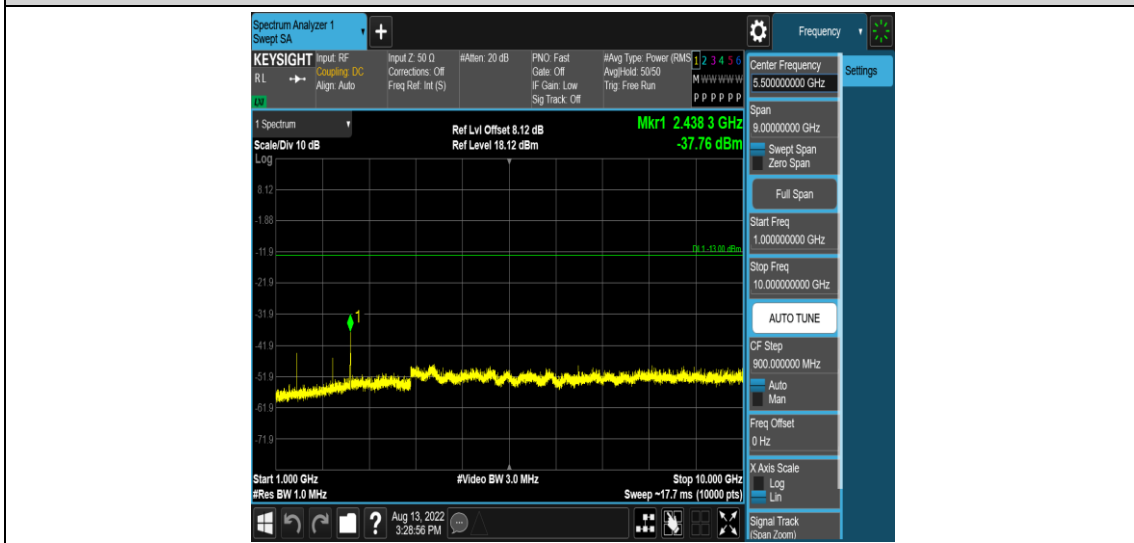 Spectrum Analyzer 1
Swept SA
+
Frequency
KEYSIGHT
RL
LXI
Input: RF
Coupling: DC
Align: Auto
Input Z: 50 Ω
Corrections: Off
Freq Ref: Int (S)
#Atten: 20 dB
PNO: Fast
Gate: Off
IF Gain: Low
Sig Track: Off
#Avg Type: Power (RMS
Avg|Hold: 50/50
Trig: Free Run
1 2 3 4 5 6
M W W W W W
P P P P P P
1 Spectrum
Scale/Div 10 dB
Ref Lvl Offset 8.12 dB
Ref Level 18.12 dBm
Mkr1 2.438 3 GHz
-37.76 dBm
Log
8.12
-1.88
-11.9
DL1 -13.00 dBm
-21.9
-31.9
1
-41.9
-51.9
-61.9
-71.9
Start 1.000 GHz
#Video BW 3.0 MHz
Stop 10.000 GHz
#Res BW 1.0 MHz
Sweep ~17.7 ms (10000 pts)
Center Frequency
5.500000000 GHz
Settings
Span
9.00000000 GHz
Swept Span
Zero Span
Full Span
Start Freq
1.000000000 GHz
Stop Freq
10.000000000 GHz
AUTO TUNE
CF Step
900.000000 MHz
Auto
Man
Freq Offset
0 Hz
X Axis Scale
Log
Lin
Signal Track
(Span Zoom)
?
Aug 13, 2022
3:28:56 PM